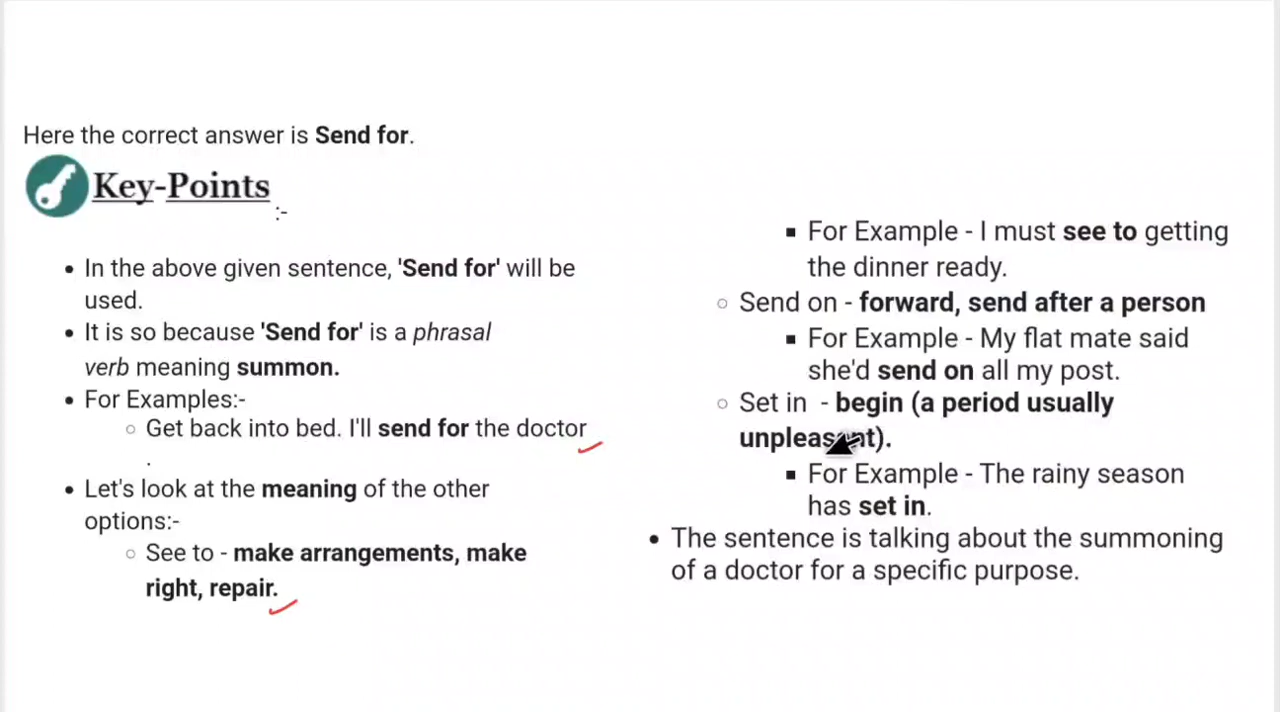 Here the correct answer is Send for.
Key-Points
:-
• In the above given sentence, 'Send for' will be
used.
• It is so because 'Send for' is a phrasal
verb meaning summon.
• For Examples:-
○ Get back into bed. I'll send for the doctor
.
• Let's look at the meaning of the other
options:-
○ See to - make arrangements, make
right, repair.
▪ For Example - I must see to getting
the dinner ready.
○ Send on - forward, send after a person
▪ For Example - My flat mate said
she'd send on all my post.
○ Set in - begin (a period usually
unpleasant).
▪ For Example - The rainy season
has set in.
• The sentence is talking about the summoning
of a doctor for a specific purpose.